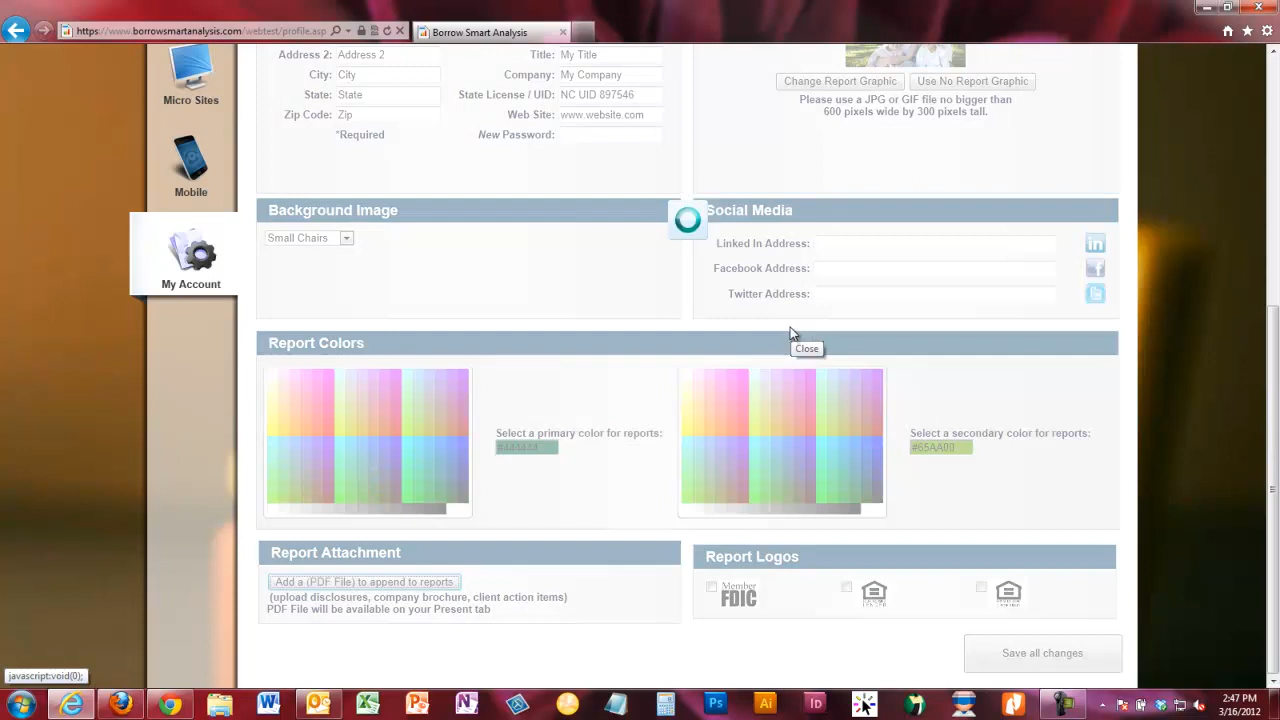 https://www.borrowsmartanalysis.com/webtest/profile.asp
Borrow Smart Analysis
Micro Sites
Mobile
My Account
Address 2: Address 2
City: City
State: State
Zip Code: Zip
*Required
Title: My Title
Company: My Company
State License / UID: NC UID 897546
Web Site: www.website.com
New Password:
Change Report Graphic
Use No Report Graphic
Please use a JPG or GIF file no bigger than
600 pixels wide by 300 pixels tall.
Background Image
Small Chairs
Social Media
Linked In Address:
in
Facebook Address:
f
Twitter Address:
t
Close
Report Colors
Select a primary color for reports:
#444444
Select a secondary color for reports:
#65AA00
Report Attachment
Add a (PDF File) to append to reports
(upload disclosures, company brochure, client action items)
PDF File will be available on your Present tab
Report Logos
Member
FDIC
Save all changes
javascript:void(0);
W
X
P
N
Ps
Ai
Id
2:47 PM
3/16/2012